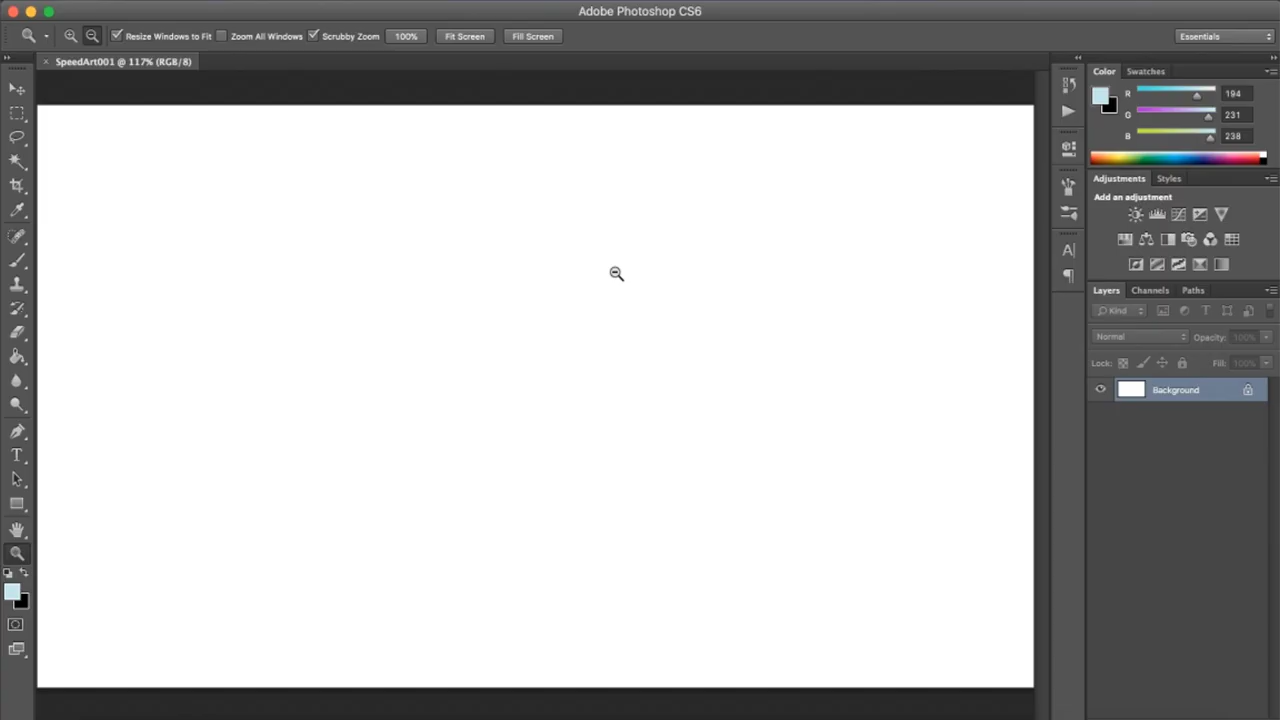 Adobe Photoshop CS6
Resize Windows to Fit Zoom All Windows Scrubby Zoom 100% Fit Screen Fill Screen Essentials
SpeedArt001 @ 117% (RGB/8)
Color Swatches
R 194
G 231
B 238
Adjustments Styles
Add an adjustment
Layers Channels Paths
Kind
Normal Opacity: 100%
Lock: Fill: 100%
Background